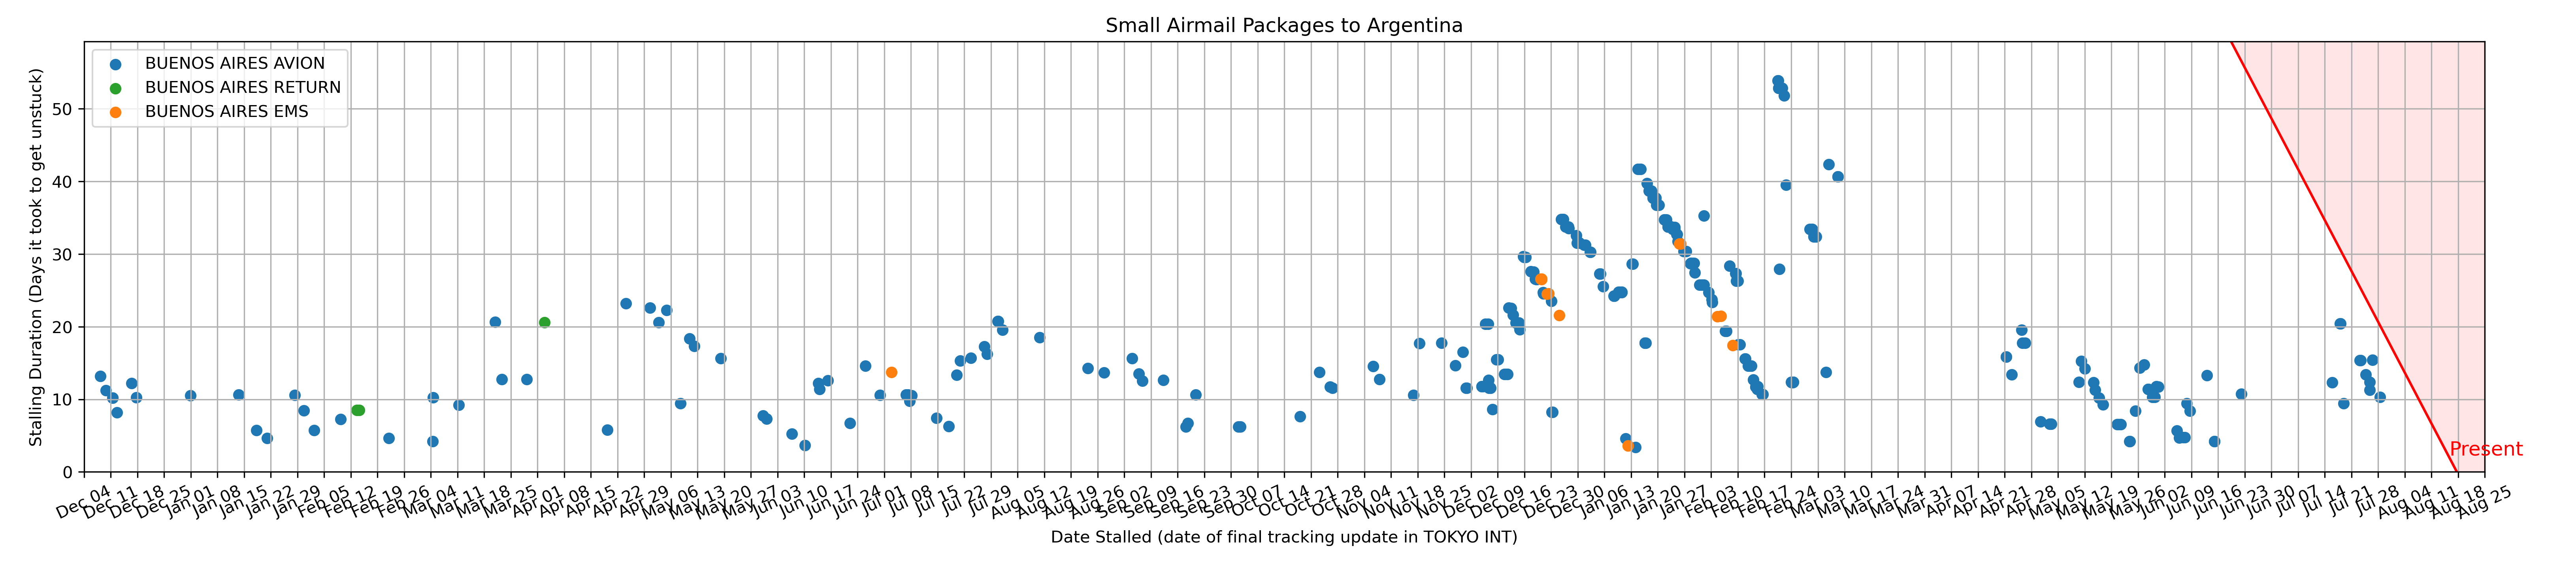 Small Airmail Packages to Argentina
BUENOS AIRES AVION
BUENOS AIRES RETURN
BUENOS AIRES EMS
Stalling Duration (Days it took to get unstuck)
50
40
30
20
10
0
Present
Dec 04 Dec 11 Dec 18 Dec 25 Jan 01 Jan 08 Jan 15 Jan 22 Jan 29 Feb 05 Feb 12 Feb 19 Feb 26 Mar 04 Mar 11 Mar 18 Mar 25 Apr 01 Apr 08 Apr 15 Apr 22 Apr 29 May 06 May 13 May 20 May 27 Jun 03 Jun 10 Jun 17 Jun 24 Jul 01 Jul 08 Jul 15 Jul 22 Jul 29 Aug 05 Aug 12 Aug 19 Aug 26 Sep 02 Sep 09 Sep 16 Sep 23 Sep 30 Oct 07 Oct 14 Oct 21 Oct 28 Nov 04 Nov 11 Nov 18 Nov 25 Dec 02 Dec 09 Dec 16 Dec 23 Dec 30 Jan 06 Jan 13 Jan 20 Jan 27 Feb 03 Feb 10 Feb 17 Feb 24 Mar 03 Mar 10 Mar 17 Mar 24 Mar 31 Apr 07 Apr 14 Apr 21 Apr 28 May 05 May 12 May 19 May 26 Jun 02 Jun 09 Jun 16 Jun 23 Jun 30 Jul 07 Jul 14 Jul 21 Jul 28 Aug 04 Aug 11 Aug 18 Aug 25
Date Stalled (date of final tracking update in TOKYO INT)